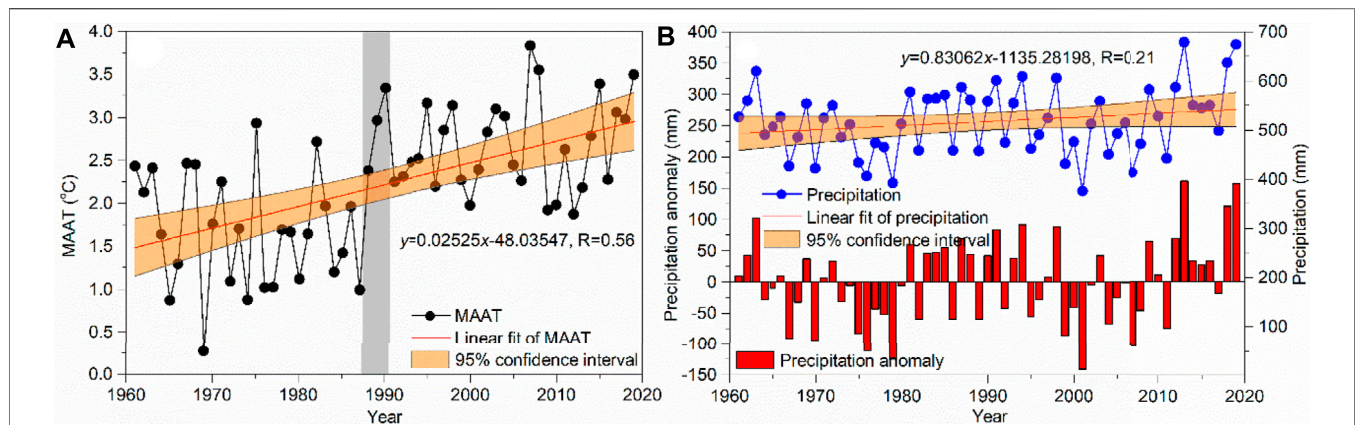 A
MAAT (°C)
4.0
3.5
3.0
2.5
2.0
1.5
1.0
0.5
0.0
y=0.02525x-48.03547, R=0.56
MAAT
Linear fit of MAAT
95% confidence interval
1960 1970 1980 1990 2000 2010 2020
Year
B
Precipitation anomaly (mm)
400
350
300
250
200
150
100
50
0
-50
-100
-150
y=0.83062x-1135.28198, R=0.21
Precipitation
Linear fit of precipitation
95% confidence interval
Precipitation anomaly
700
600
500
400
300
200
100
Precipitation (mm)
1960 1970 1980 1990 2000 2010 2020
Year